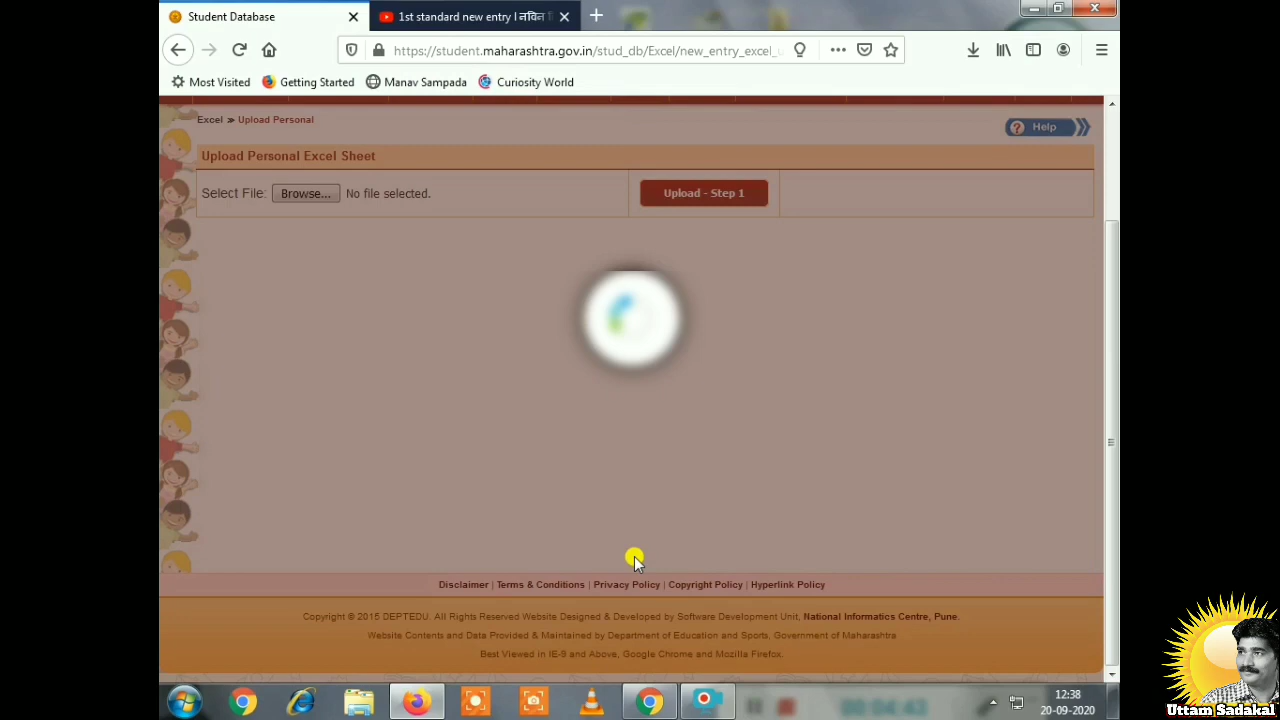 Student Database
1st standard new entry I नविन
https://student.maharashtra.gov.in/stud_db/Excel/new_entry_excel_u
Most Visited
Getting Started
Manav Sampada
Curiosity World
Excel >> Upload Personal
Help
Upload Personal Excel Sheet
Select File: Browse... No file selected.
Upload - Step 1
Disclaimer | Terms & Conditions | Privacy Policy | Copyright Policy | Hyperlink Policy
Copyright © 2015 DEPTEDU. All Rights Reserved Website Designed & Developed by Software Development Unit, National Informatics Centre, Pune.
Website Contents and Data Provided & Maintained by Department of Education and Sports, Government of Maharashtra
Best Viewed in IE-9 and Above, Google Chrome and Mozilla Firefox.
00:04:43
12:38
20-09-2020
Uttam Sadakal